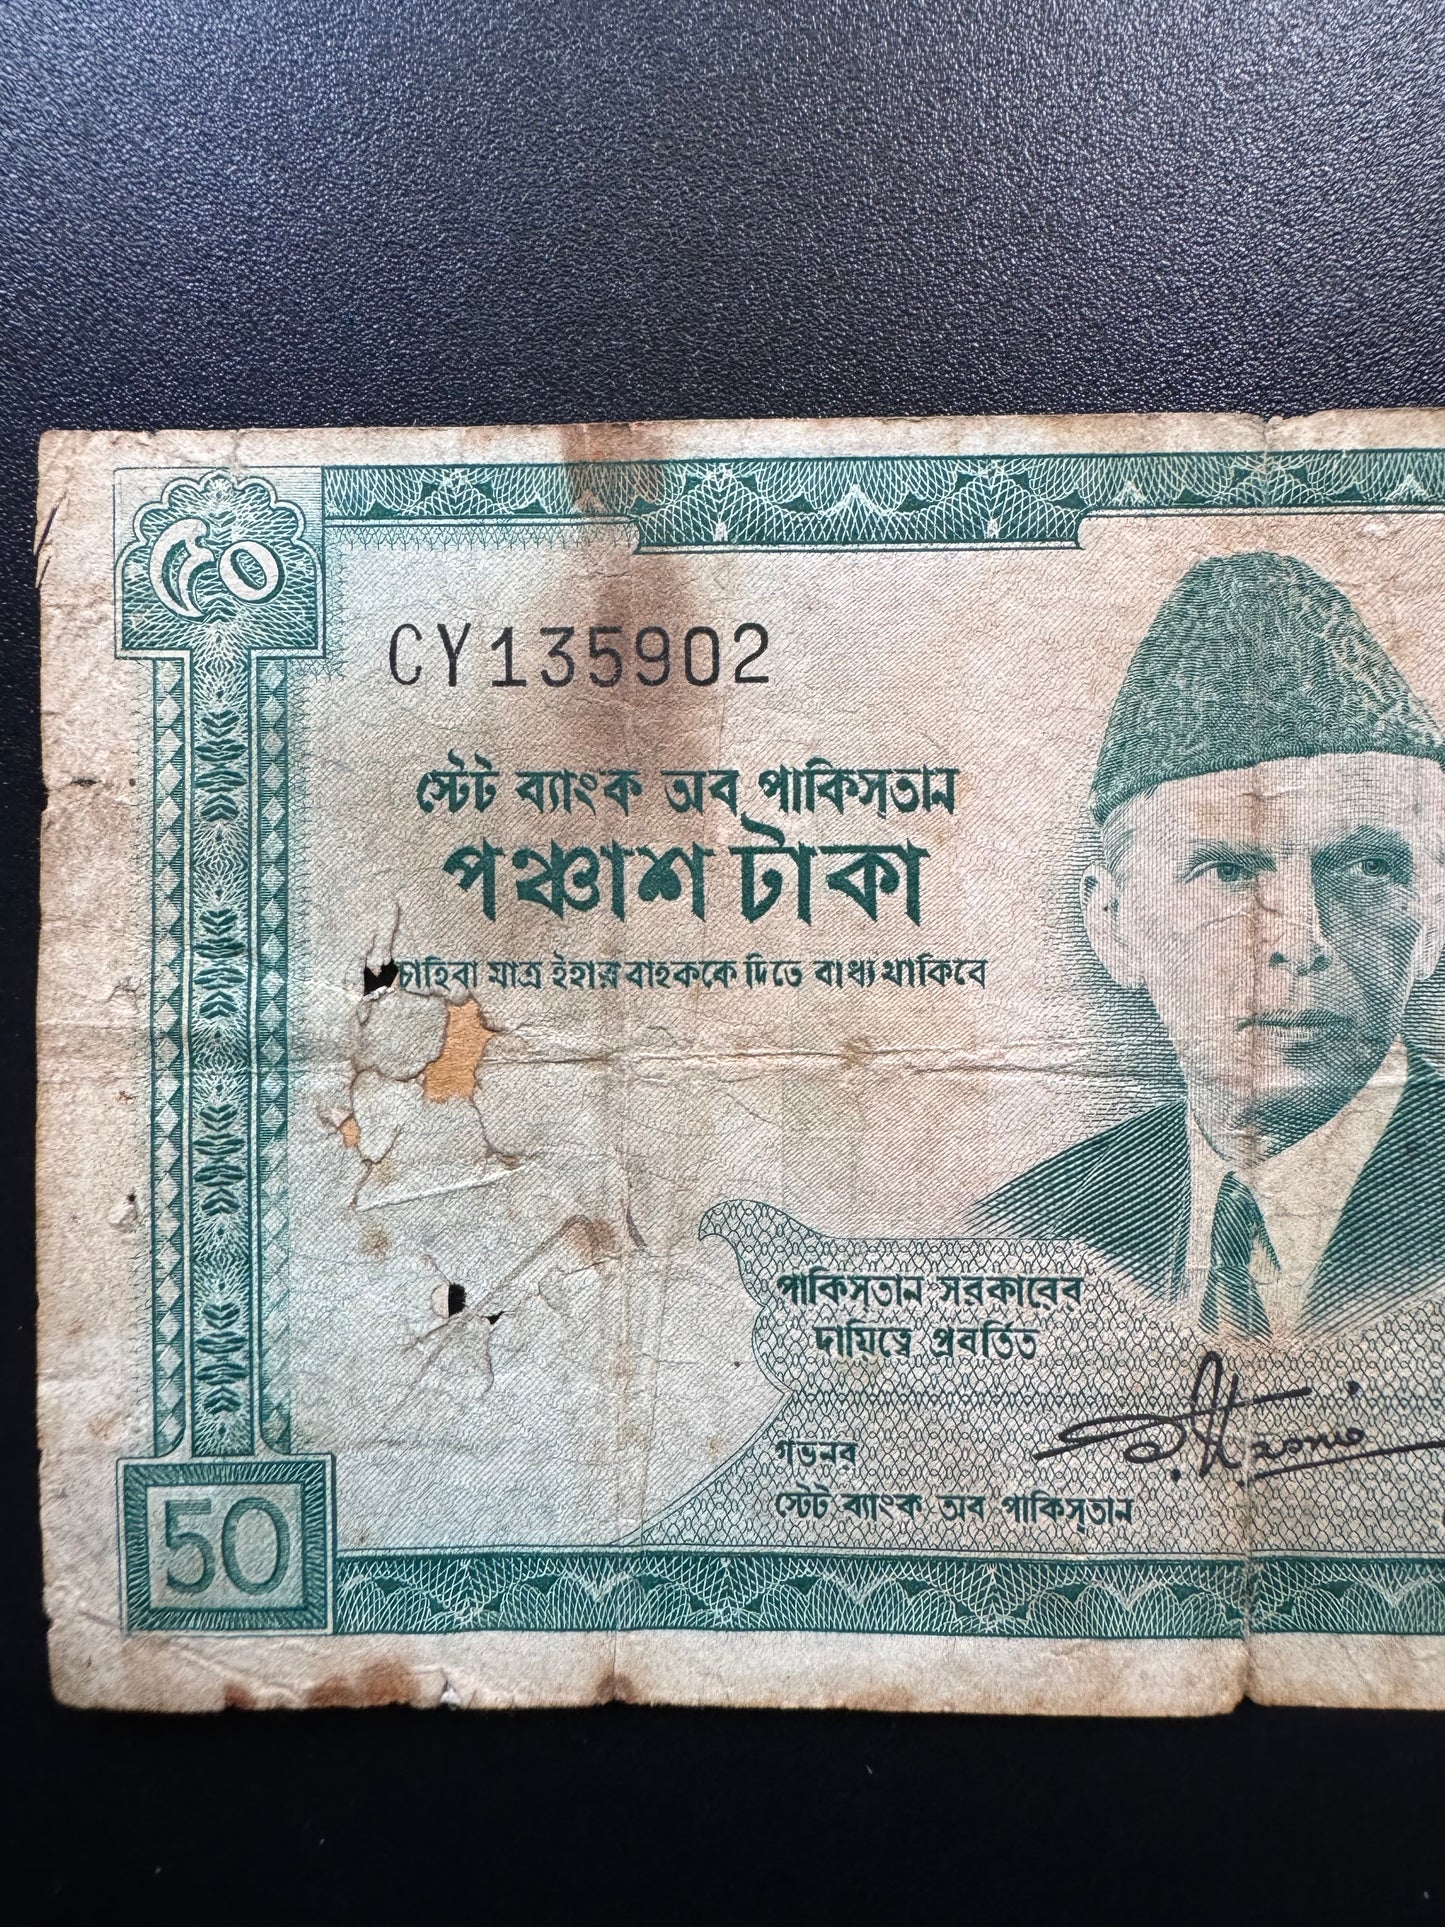 ৫০
CY135902
স্টেট ব্যাংক অব পাকিস্তান
পঞ্চাশ টাকা
চাহিবা মাত্র ইহার বাহককে দিতে বাধ্য থাকিবে
পাকিস্তান সরকারের
দায়িত্বে প্রবর্তিত
গভর্নর
স্টেট ব্যাংক অব পাকিস্তান
50